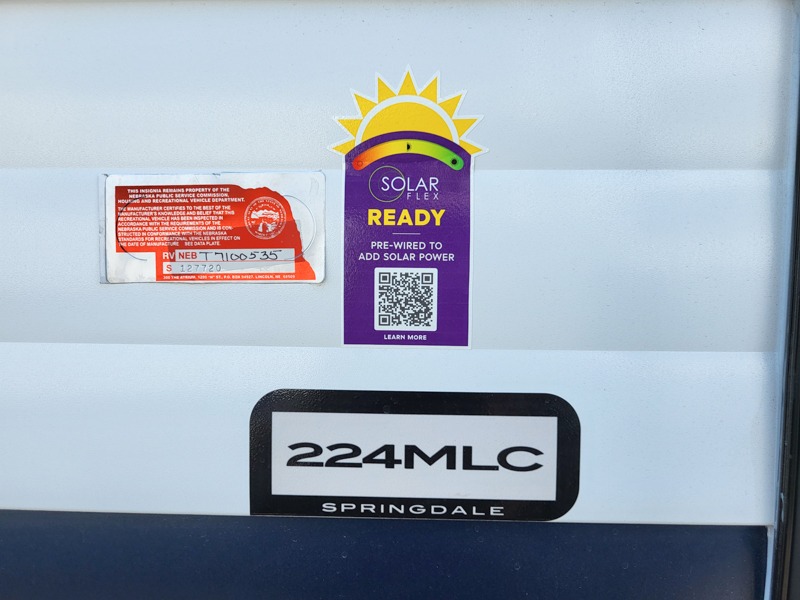 THIS INSIGNIA REMAINS PROPERTY OF THE
NEBRASKA PUBLIC SERVICE COMMISSION,
HOUSING AND RECREATIONAL VEHICLE DEPARTMENT.
THE MANUFACTURER CERTIFIES TO THE BEST OF THE
MANUFACTURER'S KNOWLEDGE AND BELIEF THAT THIS
RECREATIONAL VEHICLE HAS BEEN INSPECTED IN
ACCORDANCE WITH THE REQUIREMENTS OF THE
NEBRASKA PUBLIC SERVICE COMMISSION AND IS CON-
STRUCTED IN CONFORMANCE WITH THE NEBRASKA
STANDARDS FOR RECREATIONAL VEHICLES IN EFFECT ON
THE DATE OF MANUFACTURE SEE DATA PLATE.
RV NEB T7100535
S 127720
SOLAR
FLEX
READY
PRE-WIRED TO
ADD SOLAR POWER
LEARN MORE
224MLC
SPRINGDALE